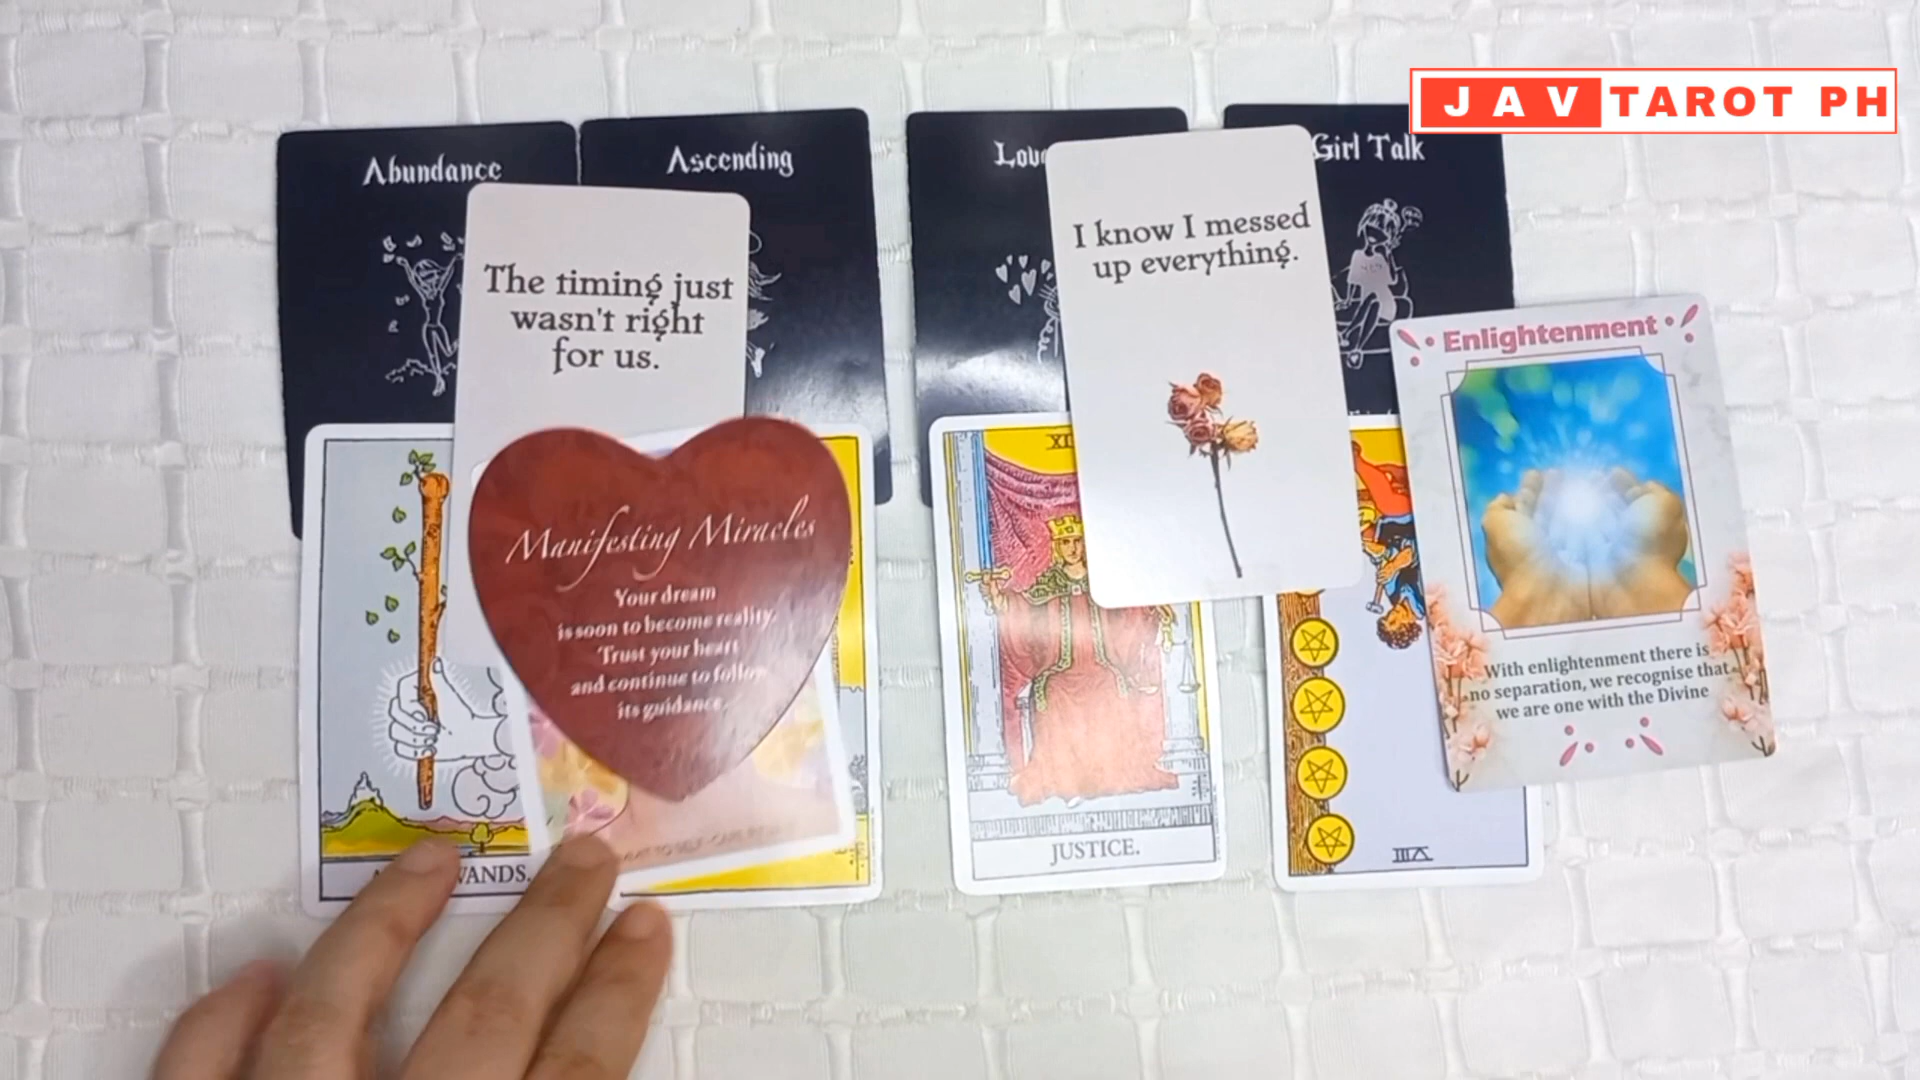 JAV TAROT PH
Abundance
Ascending
Girl Talk
The timing just
wasn't right
for us.
I know I messed
up everything.
Enlightenment
With enlightenment there is
no separation, we recognise that
we are one with the Divine
Manifesting Miracles
Your dream
is soon to become reality.
Trust your heart
and continue to follow
its guidance.
WANDS.
JUSTICE.
VIII